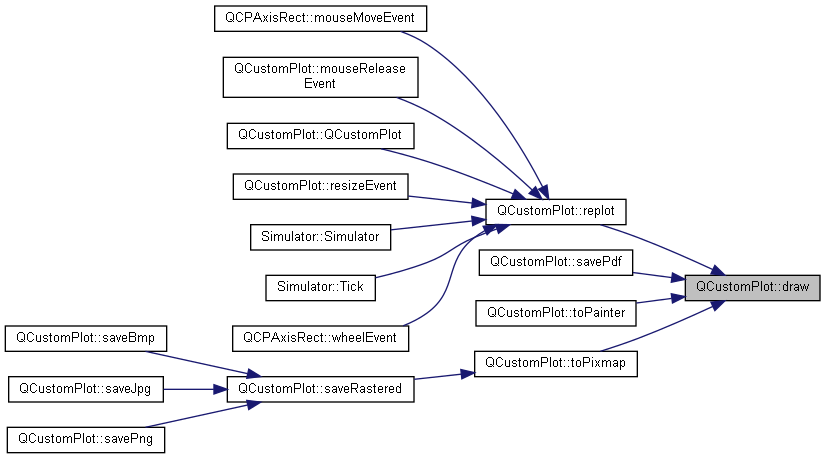 QCPAxisRect::mouseMoveEvent
QCustomPlot::mouseRelease
Event
QCustomPlot::QCustomPlot
QCustomPlot::resizeEvent
QCustomPlot::replot
Simulator::Simulator
QCustomPlot::savePdf
Simulator::Tick
QCustomPlot::draw
QCustomPlot::toPainter
QCPAxisRect::wheelEvent
QCustomPlot::saveBmp
QCustomPlot::toPixmap
QCustomPlot::saveJpg
QCustomPlot::saveRastered
QCustomPlot::savePng